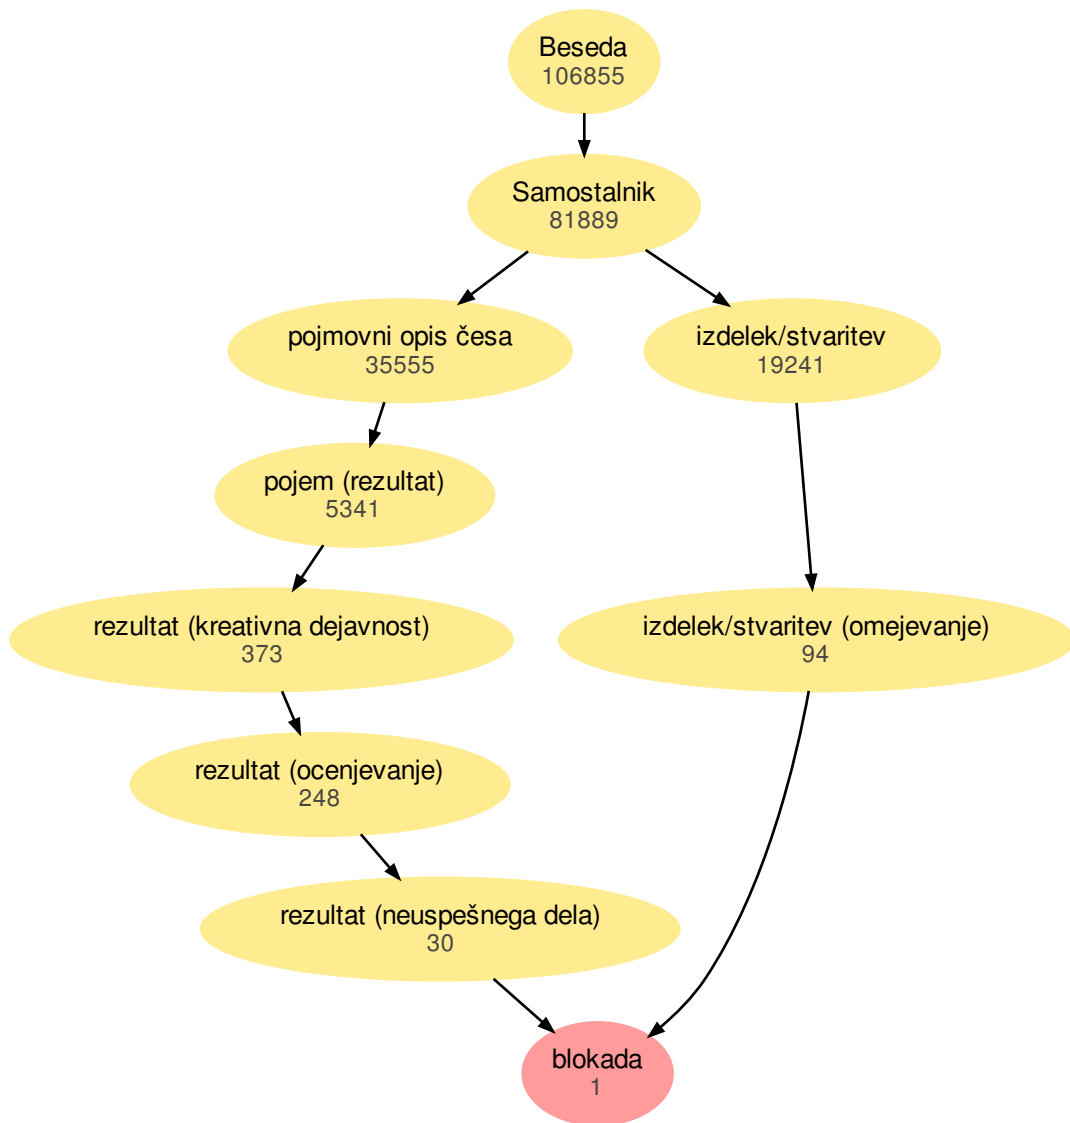 Beseda
106855
Samostalnik
81889
pojmovni opis česa
35555
izdelek/stvaritev
19241
pojem (rezultat)
5341
rezultat (kreativna dejavnost)
373
izdelek/stvaritev (omejevanje)
94
rezultat (ocenjevanje)
248
rezultat (neuspešnega dela)
30
blokada
1